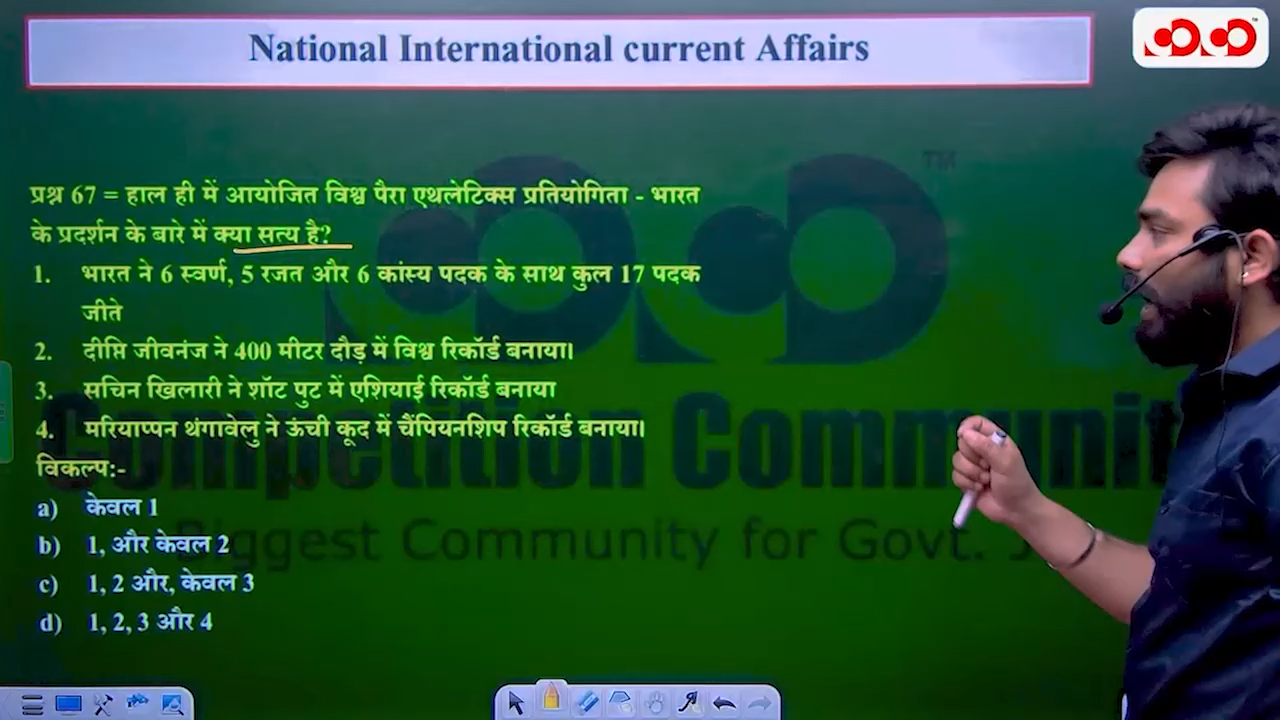 National International current Affairs
TM
प्रश्न 67 = हाल ही में आयोजित विश्व पैरा एथलेटिक्स प्रतियोगिता - भारत
के प्रदर्शन के बारे में क्या सत्य है?
1. भारत ने 6 स्वर्ण, 5 रजत और 6 कांस्य पदक के साथ कुल 17 पदक
जीते
2. दीप्ति जीवनंज ने 400 मीटर दौड़ में विश्व रिकॉर्ड बनाया।
3. सचिन खिलारी ने शॉट पुट में एशियाई रिकॉर्ड बनाया
4. मरियाप्पन थंगावेलु ने ऊंची कूद में चैंपियनशिप रिकॉर्ड बनाया।
विकल्प:-
a) केवल 1
b) 1, और केवल 2
c) 1, 2 और, केवल 3
d) 1, 2, 3 और 4
Competition Communit
Biggest Community for Govt. J